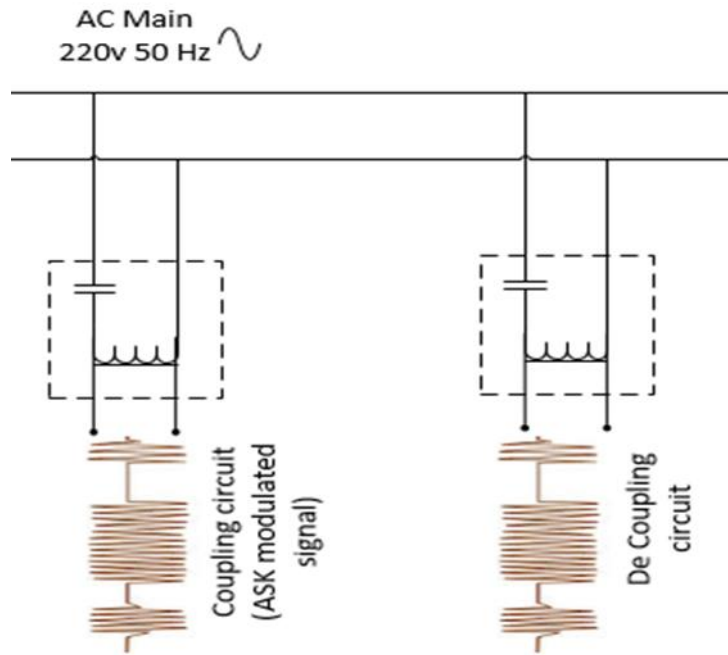 AC Main
220v 50 Hz
Coupling circuit
(ASK modulated
signal)
De Coupling
circuit